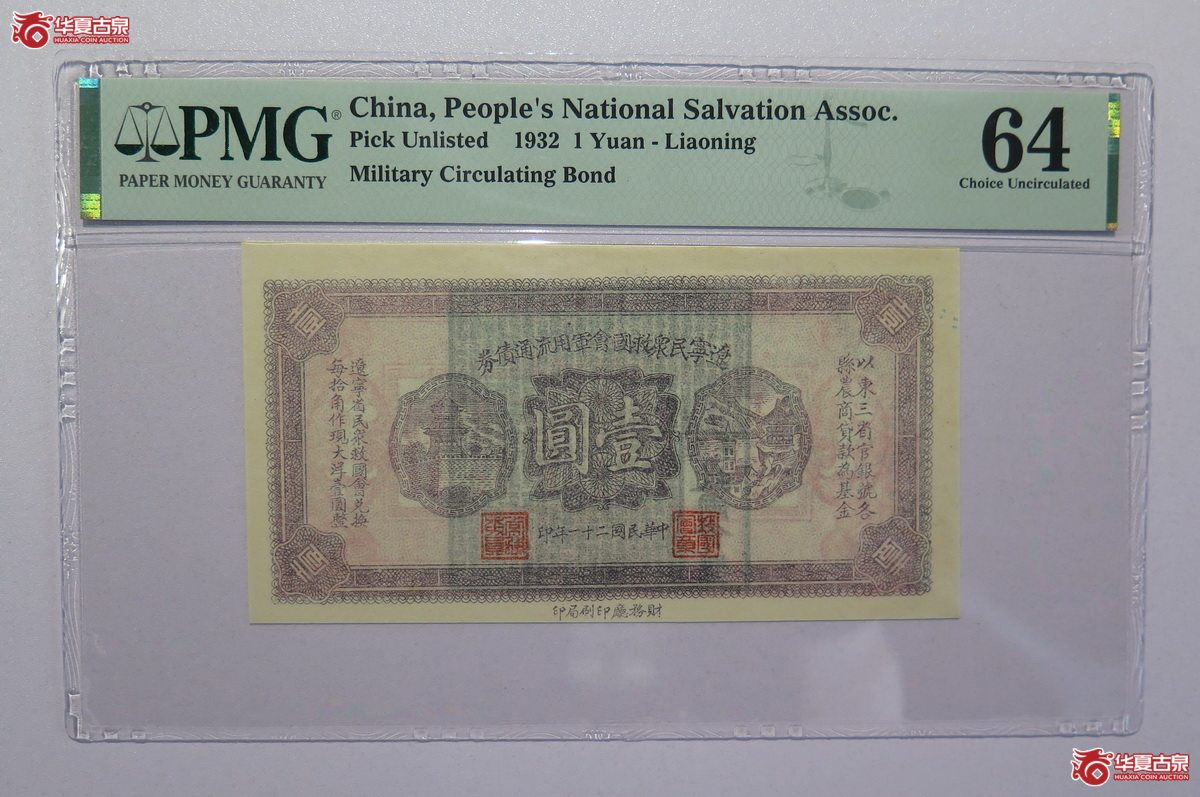 华夏古泉
HUAXIA COIN AUCTION
PMG®
PAPER MONEY GUARANTY
China, People's National Salvation Assoc.
Pick Unlisted 1932 1 Yuan - Liaoning
Military Circulating Bond
64
Choice Uncirculated
遼寧民衆救國會軍用流通債券
以東三省官銀號各
縣農商貸款為基金
壹圓
遼寧省民衆救國會兌換
每拾角作現大洋壹圓整
中華民國二十一年印
財務處印刷局印
华夏古泉
HUAXIA COIN AUCTION